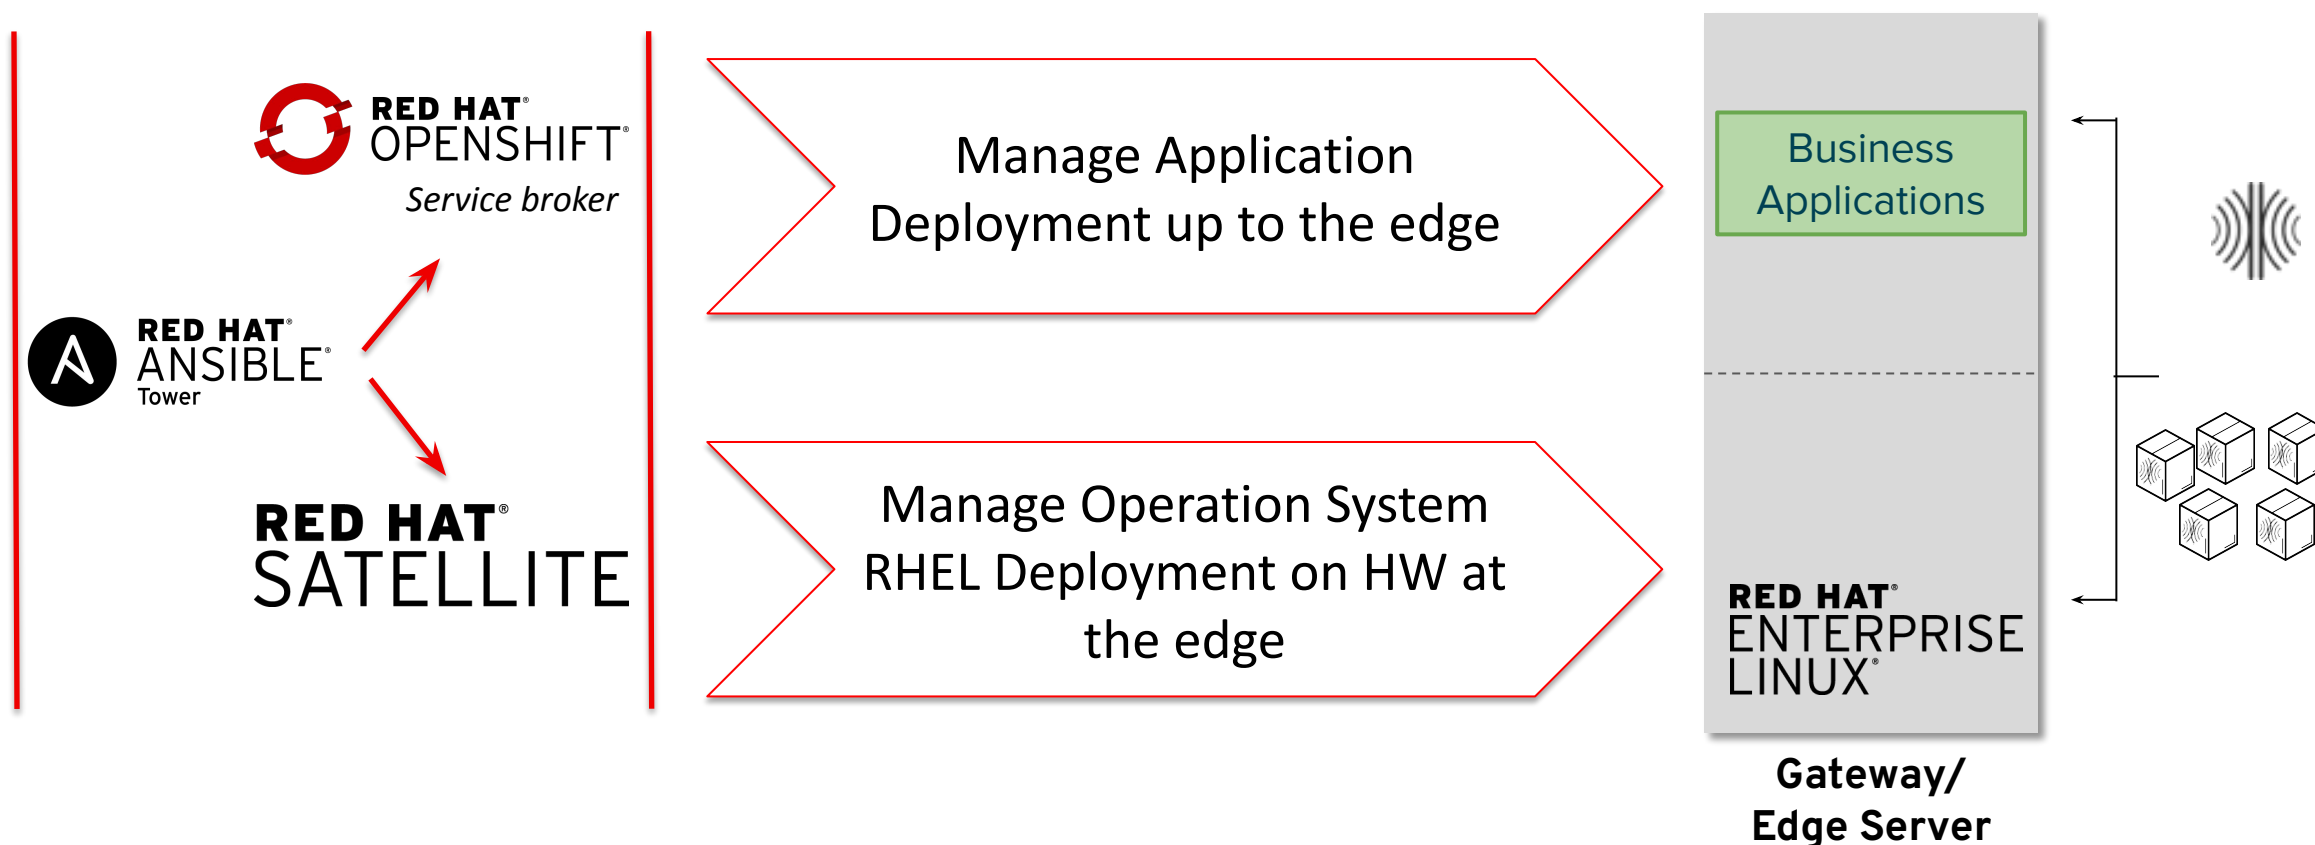 RED HAT®
OPENSHIFT®
Service broker
RED HAT®
ANSIBLE®
Tower
RED HAT®
SATELLITE
Manage Application
Deployment up to the edge
Manage Operation System
RHEL Deployment on HW at
the edge
Business
Applications
RED HAT®
ENTERPRISE
LINUX®
Gateway/
Edge Server